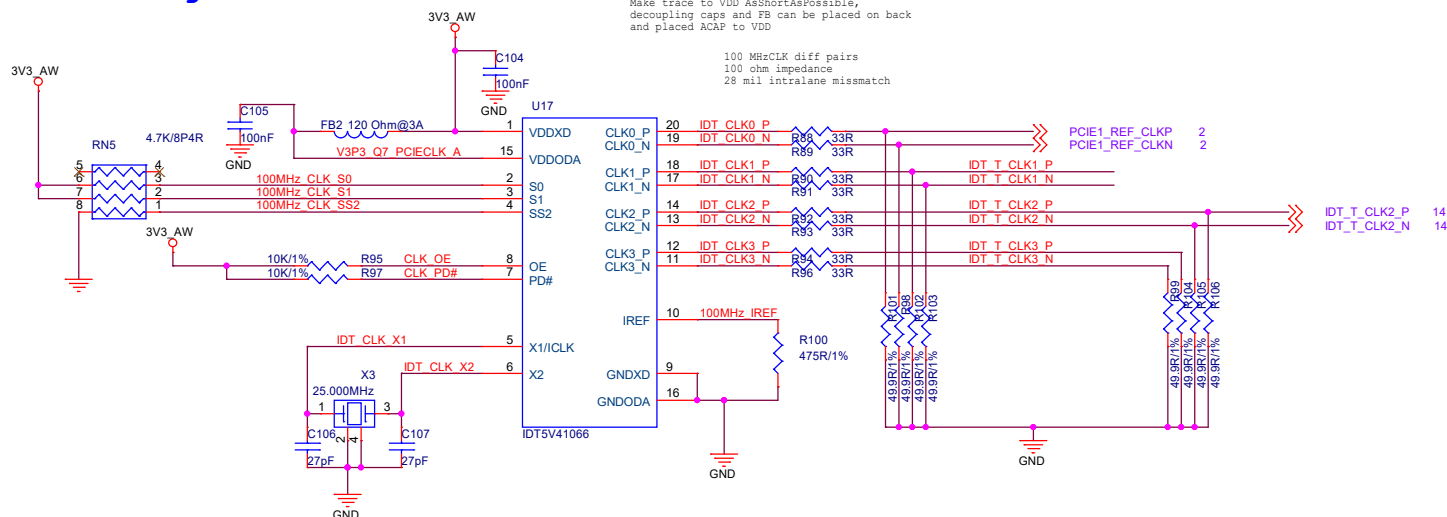 Make trace to VDD AsShortAsPossible,
decoupling caps and FB can be placed on back
and placed ACAP to VDD
100 MHzCLK diff pairs
100 ohm impedance
28 mil intralane missmatch
3V3_AW
3V3_AW
C104
100nF
GND
C105
100nF
GND
FB2 120 Ohm@3A
V3P3_Q7_PCIECLK_A
RN5
4.7K/8P4R
5 4
6 3
7 2
8 1
100MHz_CLK_S0
100MHz_CLK_S1
100MHz_CLK_SS2
3V3_AW
10K/1% R95 CLK_OE
10K/1% R97 CLK_PD#
IDT_CLK_X1
IDT_CLK_X2
X3
25.000MHz
1 3
2 4
C106
27pF
C107
27pF
GND
U17
1 VDDXD
15 VDDODA
2 S0
3 S1
4 SS2
8 OE
7 PD#
5 X1/ICLK
6 X2
CLK0_P 20 IDT_CLK0_P R88 33R
CLK0_N 19 IDT_CLK0_N R89 33R
CLK1_P 18 IDT_CLK1_P R90 33R IDT_T_CLK1_P
CLK1_N 17 IDT_CLK1_N R91 33R IDT_T_CLK1_N
CLK2_P 14 IDT_CLK2_P R92 33R IDT_T_CLK2_P
CLK2_N 13 IDT_CLK2_N R93 33R IDT_T_CLK2_N
CLK3_P 12 IDT_CLK3_P R94 33R IDT_T_CLK3_P
CLK3_N 11 IDT_CLK3_N R96 33R IDT_T_CLK3_N
IREF 10 100MHz_IREF
GNDXD 9
GNDODA 16
IDT5V41066
R100
475R/1%
GND
PCIE1_REF_CLKP 2
PCIE1_REF_CLKN 2
IDT_T_CLK2_P 14
IDT_T_CLK2_N 14
R101
R98
R102
R103
49.9R/1%
49.9R/1%
49.9R/1%
49.9R/1%
R99
R104
R105
R106
49.9R/1%
49.9R/1%
49.9R/1%
49.9R/1%
GND